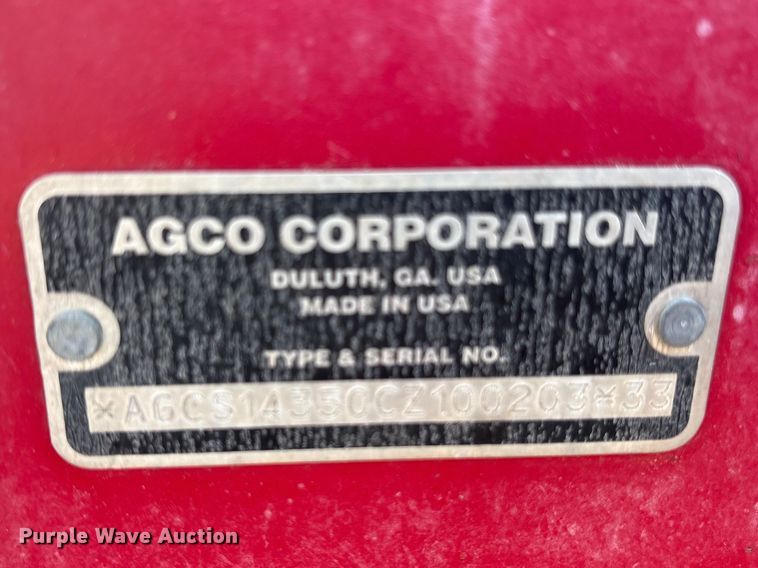 AGCO CORPORATION
DULUTH, GA. USA
MADE IN USA
TYPE & SERIAL NO.
*AGCS14350CZ100203*33
Purple Wave Auction